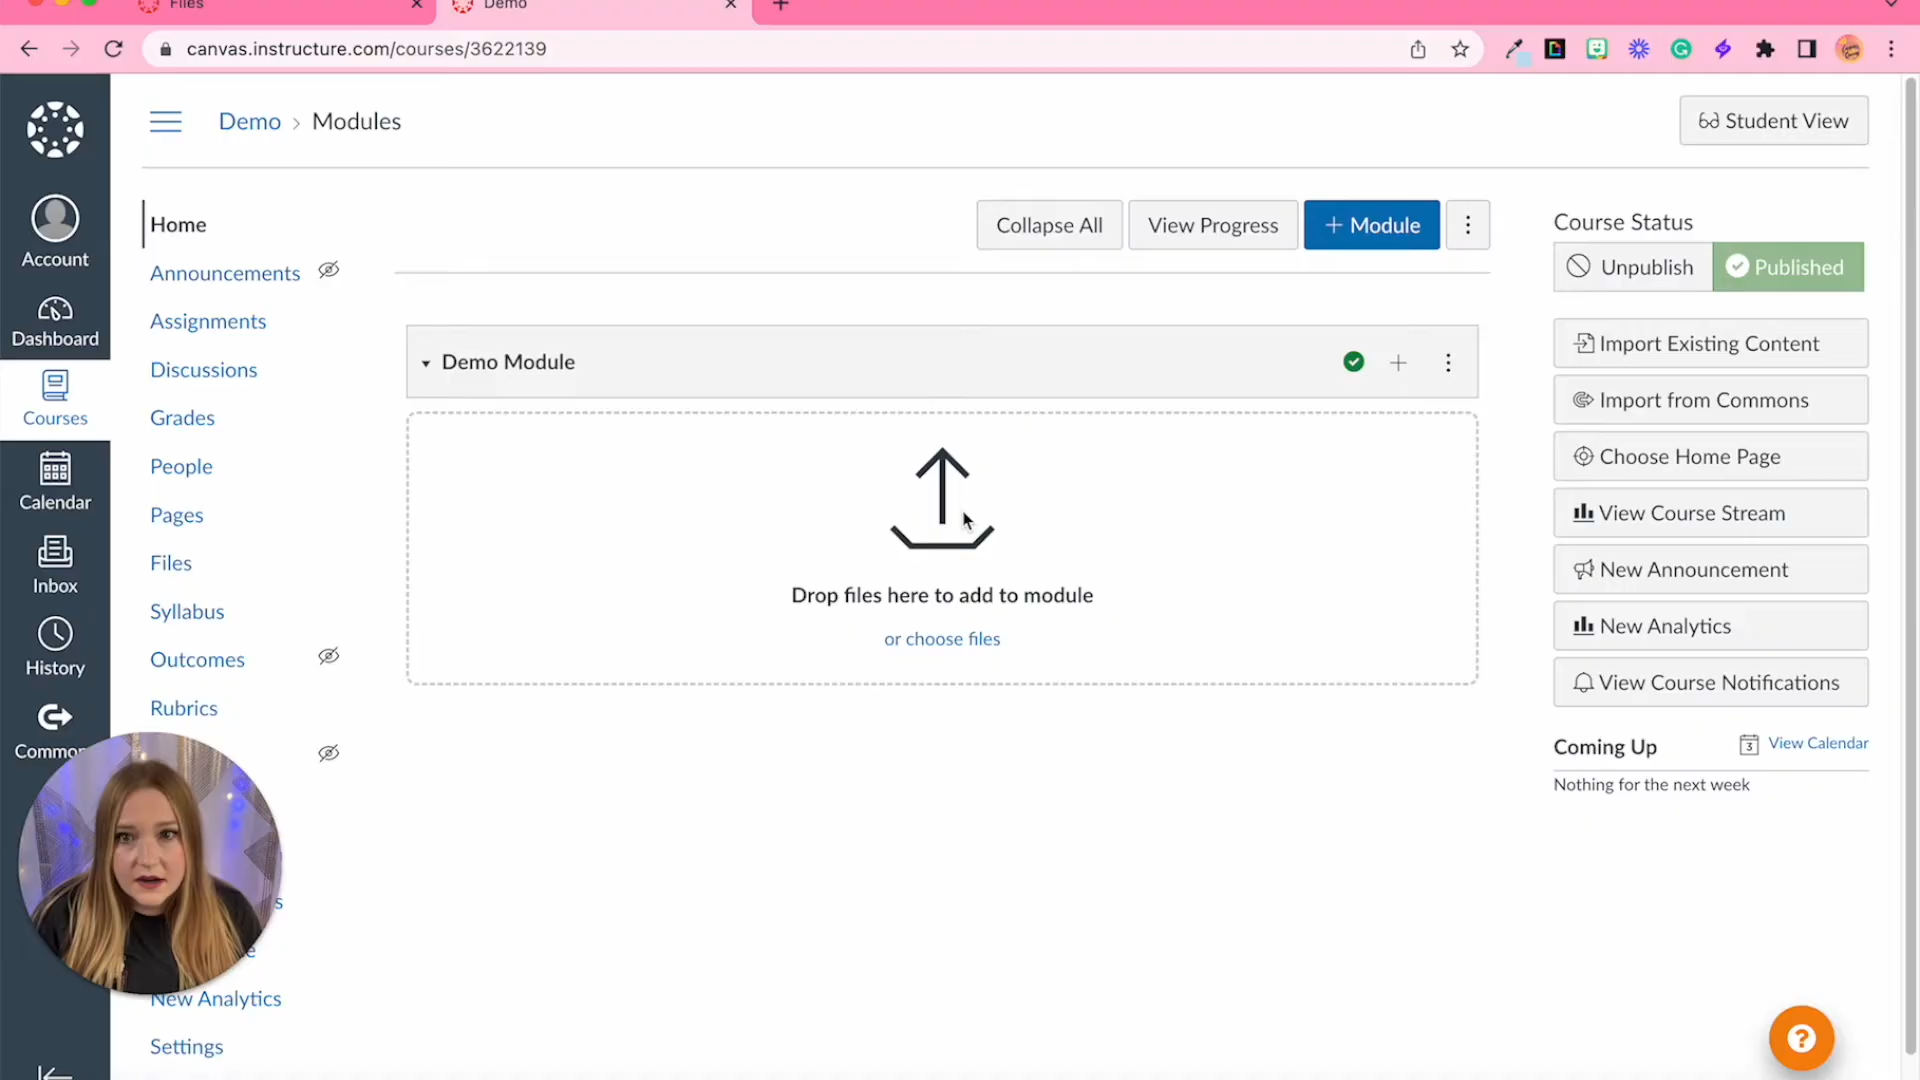 Files
Demo
canvas.instructure.com/courses/3622139
Demo > Modules
Student View
Account
Dashboard
Courses
Calendar
Inbox
History
Home
Announcements
Assignments
Discussions
Grades
People
Pages
Files
Syllabus
Outcomes
Rubrics
New Analytics
Settings
Collapse All
View Progress
+ Module
Demo Module
Drop files here to add to module
or choose files
Course Status
Unpublish
Published
Import Existing Content
Import from Commons
Choose Home Page
View Course Stream
New Announcement
New Analytics
View Course Notifications
Coming Up
3
View Calendar
Nothing for the next week
?